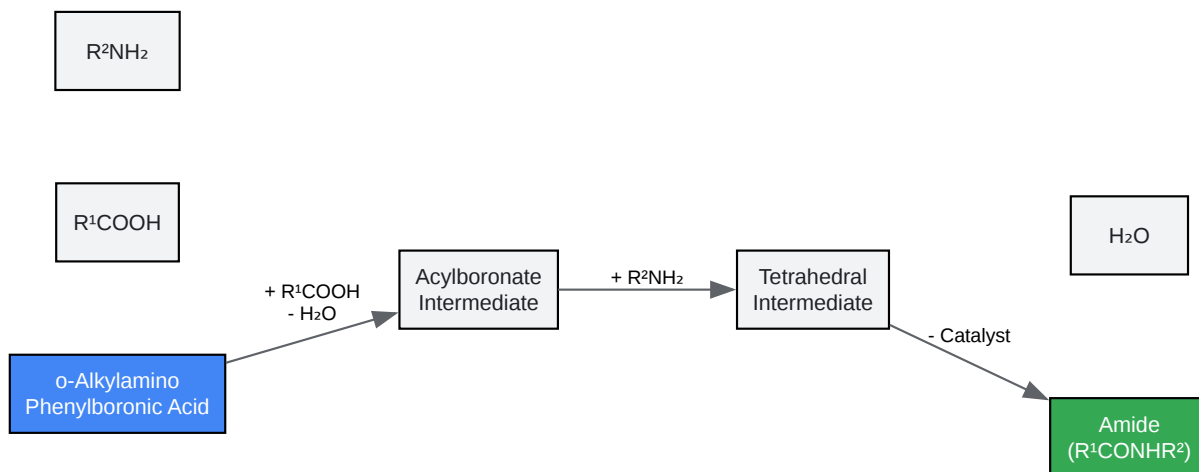 R²NH₂
R¹COOH
o-Alkylamino
Phenylboronic Acid
+ R¹COOH
- H₂O
Acylboronate
Intermediate
+ R²NH₂
Tetrahedral
Intermediate
- Catalyst
H₂O
Amide
(R¹CONHR²)